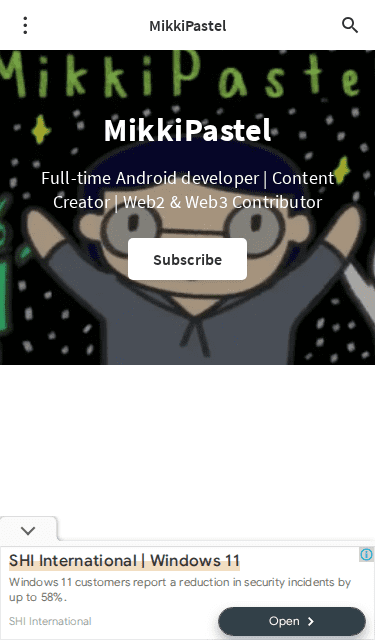 MikkiPastel
MikkiPaste
MikkiPastel
Full-time Android developer | Content
Creator | Web2 & Web3 Contributor
Subscribe
SHI International | Windows 11
Windows 11 customers report a reduction in security incidents by
up to 58%.
SHI International
Open